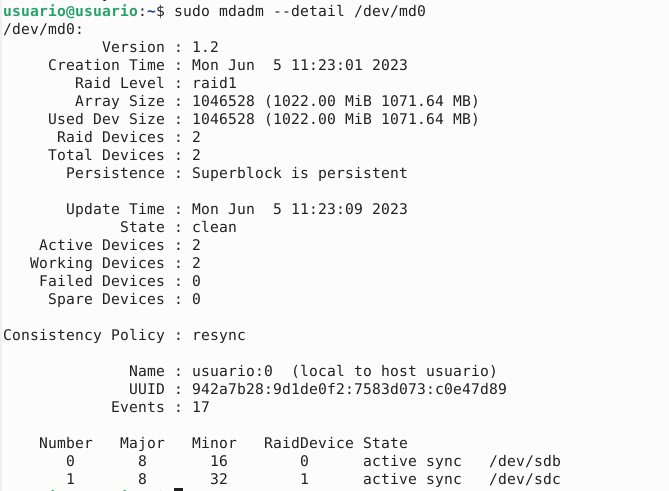 usuario@usuario:~$ sudo mdadm --detail /dev/md0
/dev/md0:
Version : 1.2
Creation Time : Mon Jun  5 11:23:01 2023
Raid Level : raid1
Array Size : 1046528 (1022.00 MiB 1071.64 MB)
Used Dev Size : 1046528 (1022.00 MiB 1071.64 MB)
Raid Devices : 2
Total Devices : 2
Persistence : Superblock is persistent
Update Time : Mon Jun  5 11:23:09 2023
State : clean
Active Devices : 2
Working Devices : 2
Failed Devices : 0
Spare Devices : 0
Consistency Policy : resync
Name : usuario:0  (local to host usuario)
UUID : 942a7b28:9d1de0f2:7583d073:c0e47d89
Events : 17
Number   Major   Minor   RaidDevice State
0       8       16        0      active sync   /dev/sdb
1       8       32        1      active sync   /dev/sdc